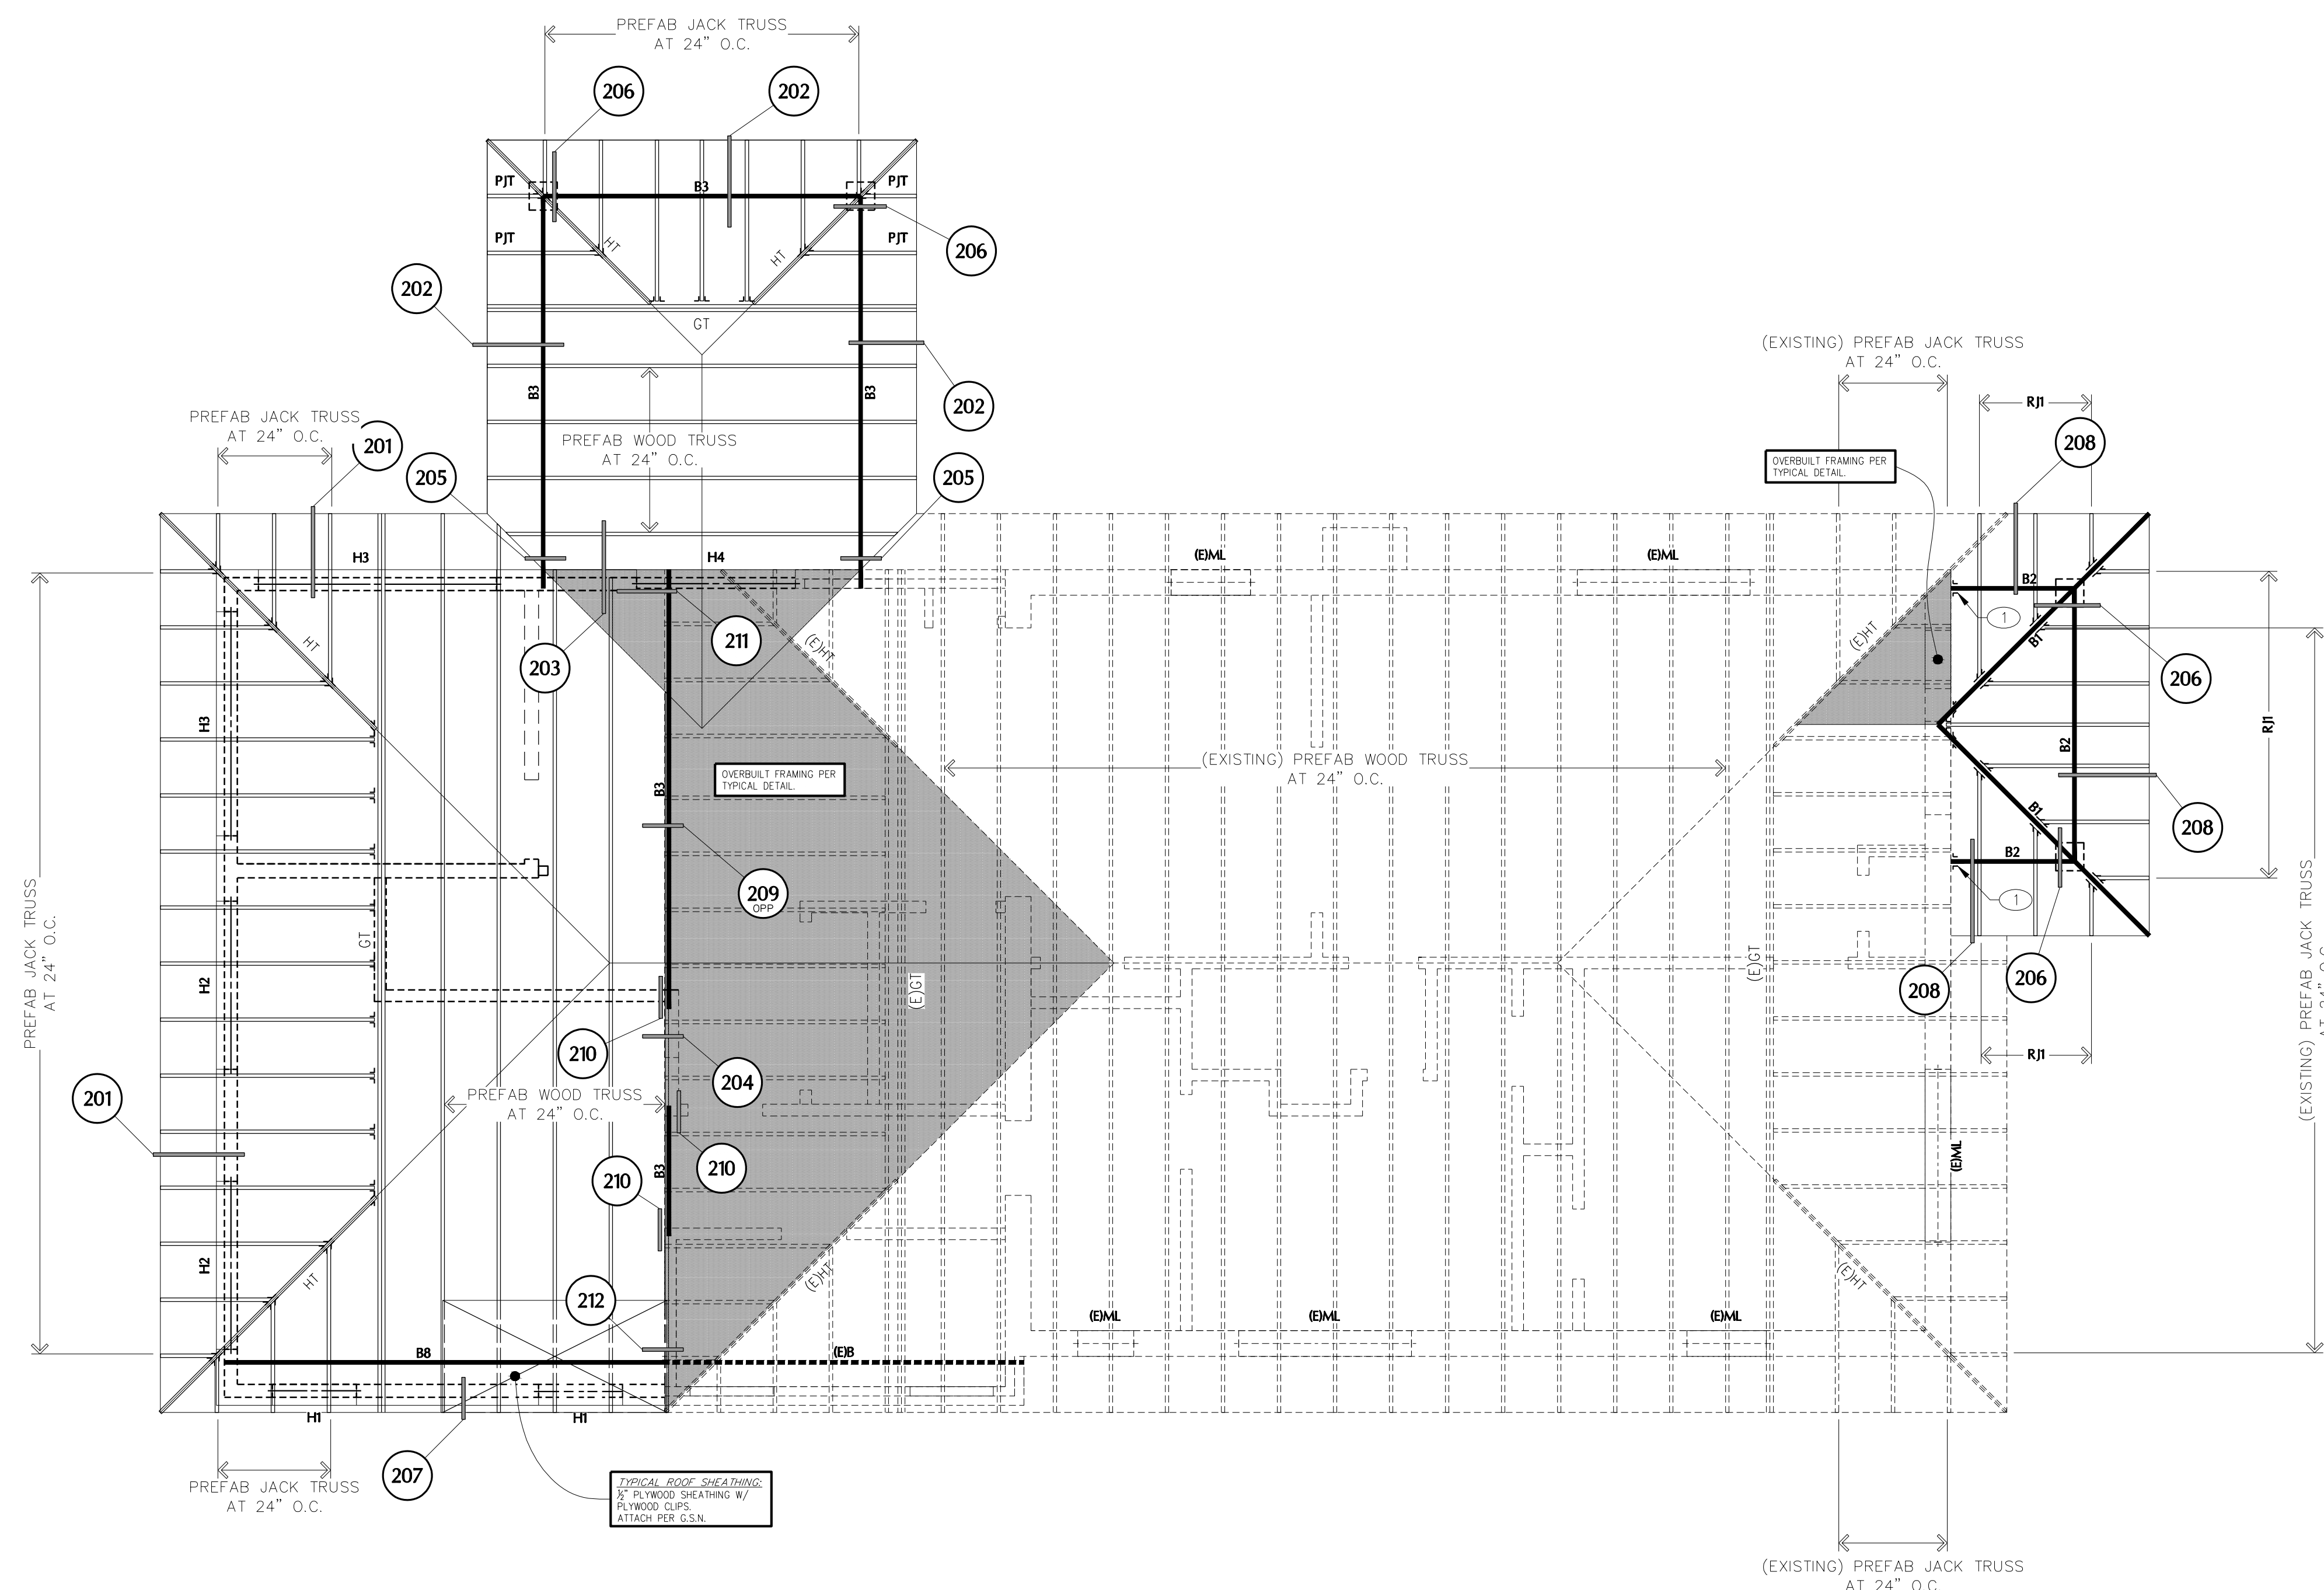 PREFAB JACK TRUSS
AT 24" O.C.
206
202
PJT
B3
PJT
PJT
HT
HT
PJT
206
202
GT
202
B3
B3
PREFAB WOOD TRUSS
AT 24" O.C.
PREFAB JACK TRUSS
AT 24" O.C.
201
205
205
(EXISTING) PREFAB JACK TRUSS
AT 24" O.C.
RJ1
208
OVERBUILT FRAMING PER
TYPICAL DETAIL.
H3
H4
(E)ML
(E)ML
B2
1
HT
203
211
(E)HT
(E)HT
B1
206
H3
RJ1
B2
(EXISTING) PREFAB WOOD TRUSS
AT 24" O.C.
OVERBUILT FRAMING PER
TYPICAL DETAIL.
B3
B1
208
B2
1
209
OPP
PREFAB JACK TRUSS
AT 24" O.C.
GT
H2
(E)GT
(E)GT
208
206
210
204
RJ1
(EXISTING) PREFAB JACK TRUSS
AT 24" O.C.
PREFAB WOOD TRUSS
AT 24" O.C.
201
210
210
B3
(E)ML
H2
HT
(E)HT
(E)HT
212
(E)ML
(E)ML
(E)ML
B8
(E)B
H1
H1
207
PREFAB JACK TRUSS
AT 24" O.C.
TYPICAL ROOF SHEATHING:
½" PLYWOOD SHEATHING W/
PLYWOOD CLIPS.
ATTACH PER G.S.N.
(EXISTING) PREFAB JACK TRUSS
AT 24" O.C.